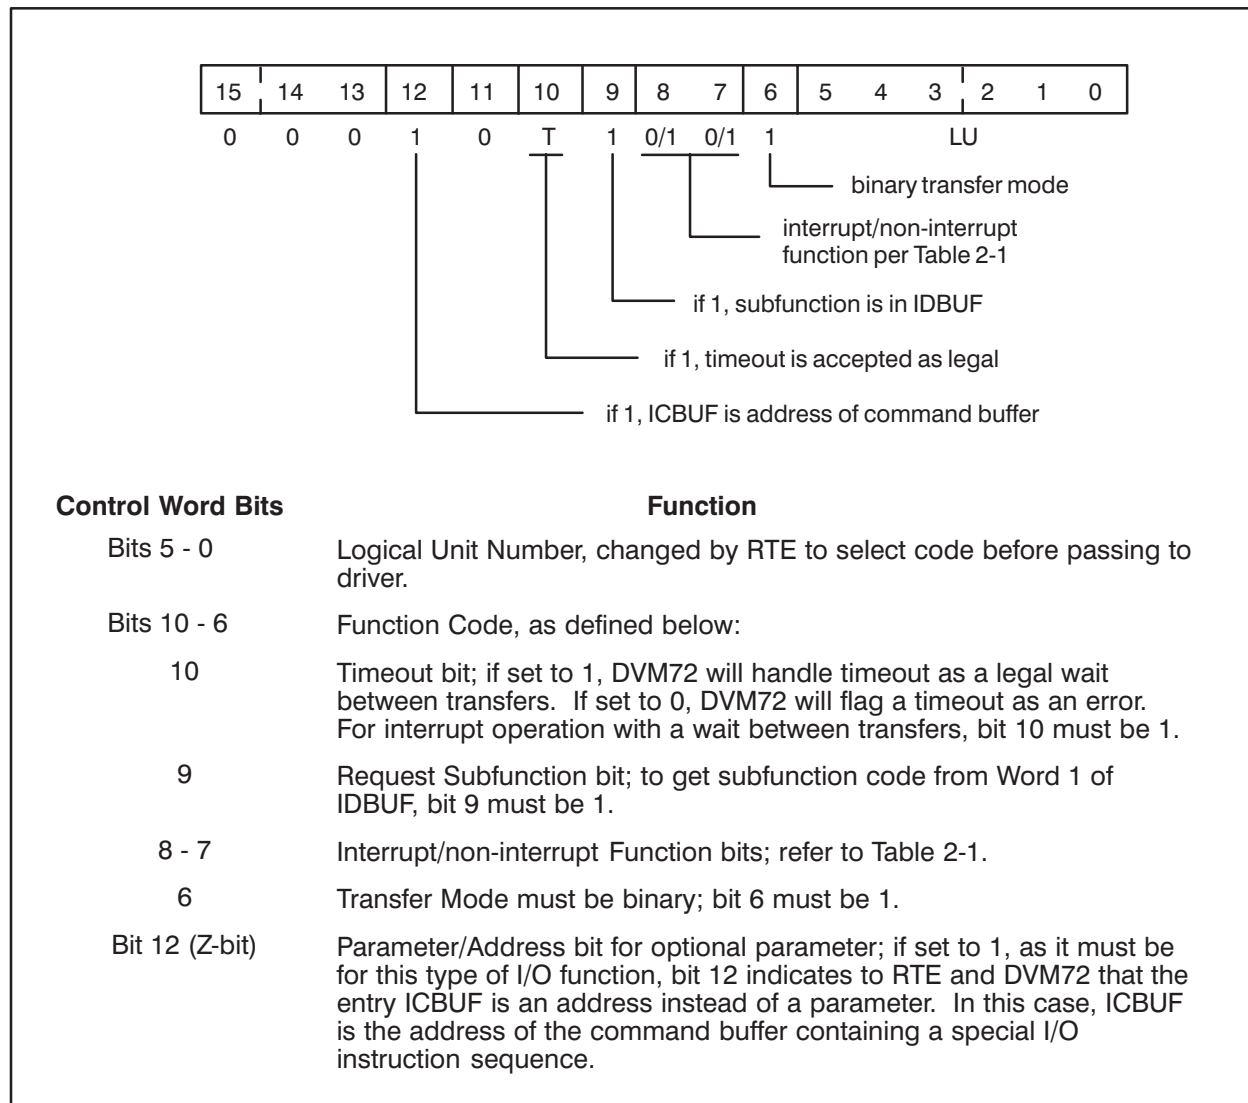 15 14 13 12 11 10 9 8 7 6 5 4 3 2 1 0
0 0 0 1 0 T 1 0/1 0/1 1 LU
binary transfer mode
interrupt/non-interrupt
function per Table 2-1
if 1, subfunction is in IDBUF
if 1, timeout is accepted as legal
if 1, ICBUF is address of command buffer
Control Word Bits Function
Bits 5 - 0 Logical Unit Number, changed by RTE to select code before passing to
driver.
Bits 10 - 6 Function Code, as defined below:
10 Timeout bit; if set to 1, DVM72 will handle timeout as a legal wait
between transfers. If set to 0, DVM72 will flag a timeout as an error.
For interrupt operation with a wait between transfers, bit 10 must be 1.
9 Request Subfunction bit; to get subfunction code from Word 1 of
IDBUF, bit 9 must be 1.
8 - 7 Interrupt/non-interrupt Function bits; refer to Table 2-1.
6 Transfer Mode must be binary; bit 6 must be 1.
Bit 12 (Z-bit) Parameter/Address bit for optional parameter; if set to 1, as it must be
for this type of I/O function, bit 12 indicates to RTE and DVM72 that the
entry ICBUF is an address instead of a parameter. In this case, ICBUF
is the address of the command buffer containing a special I/O
instruction sequence.